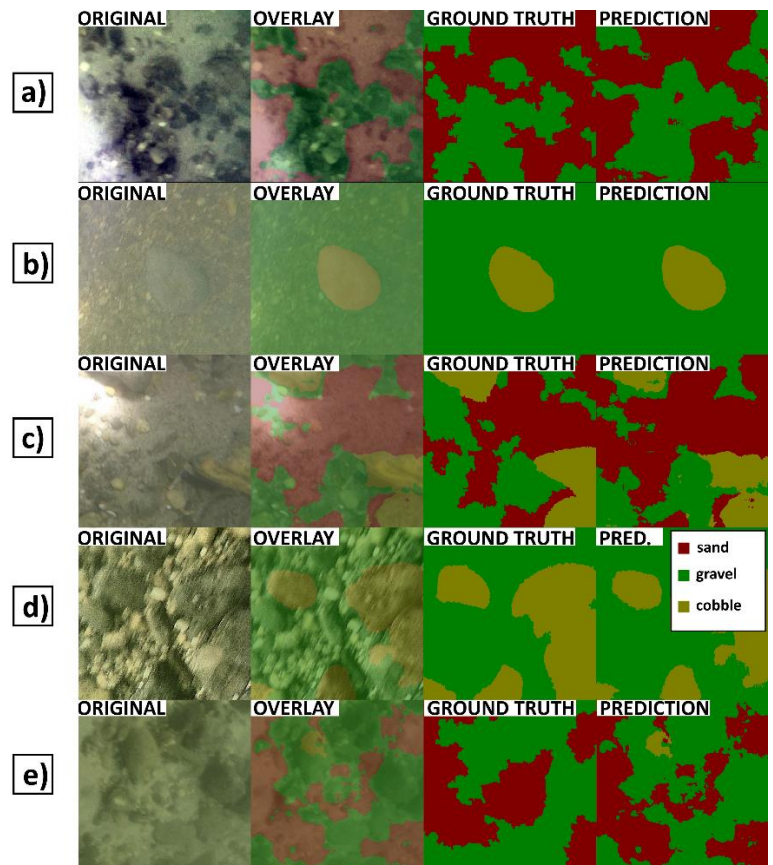 ORIGINAL OVERLAY GROUND TRUTH PREDICTION
a)
ORIGINAL OVERLAY GROUND TRUTH PREDICTION
b)
ORIGINAL OVERLAY GROUND TRUTH PREDICTION
c)
ORIGINAL OVERLAY GROUND TRUTH PRED.
sand
gravel
d)
cobble
ORIGINAL OVERLAY GROUND TRUTH PREDICTION
e)